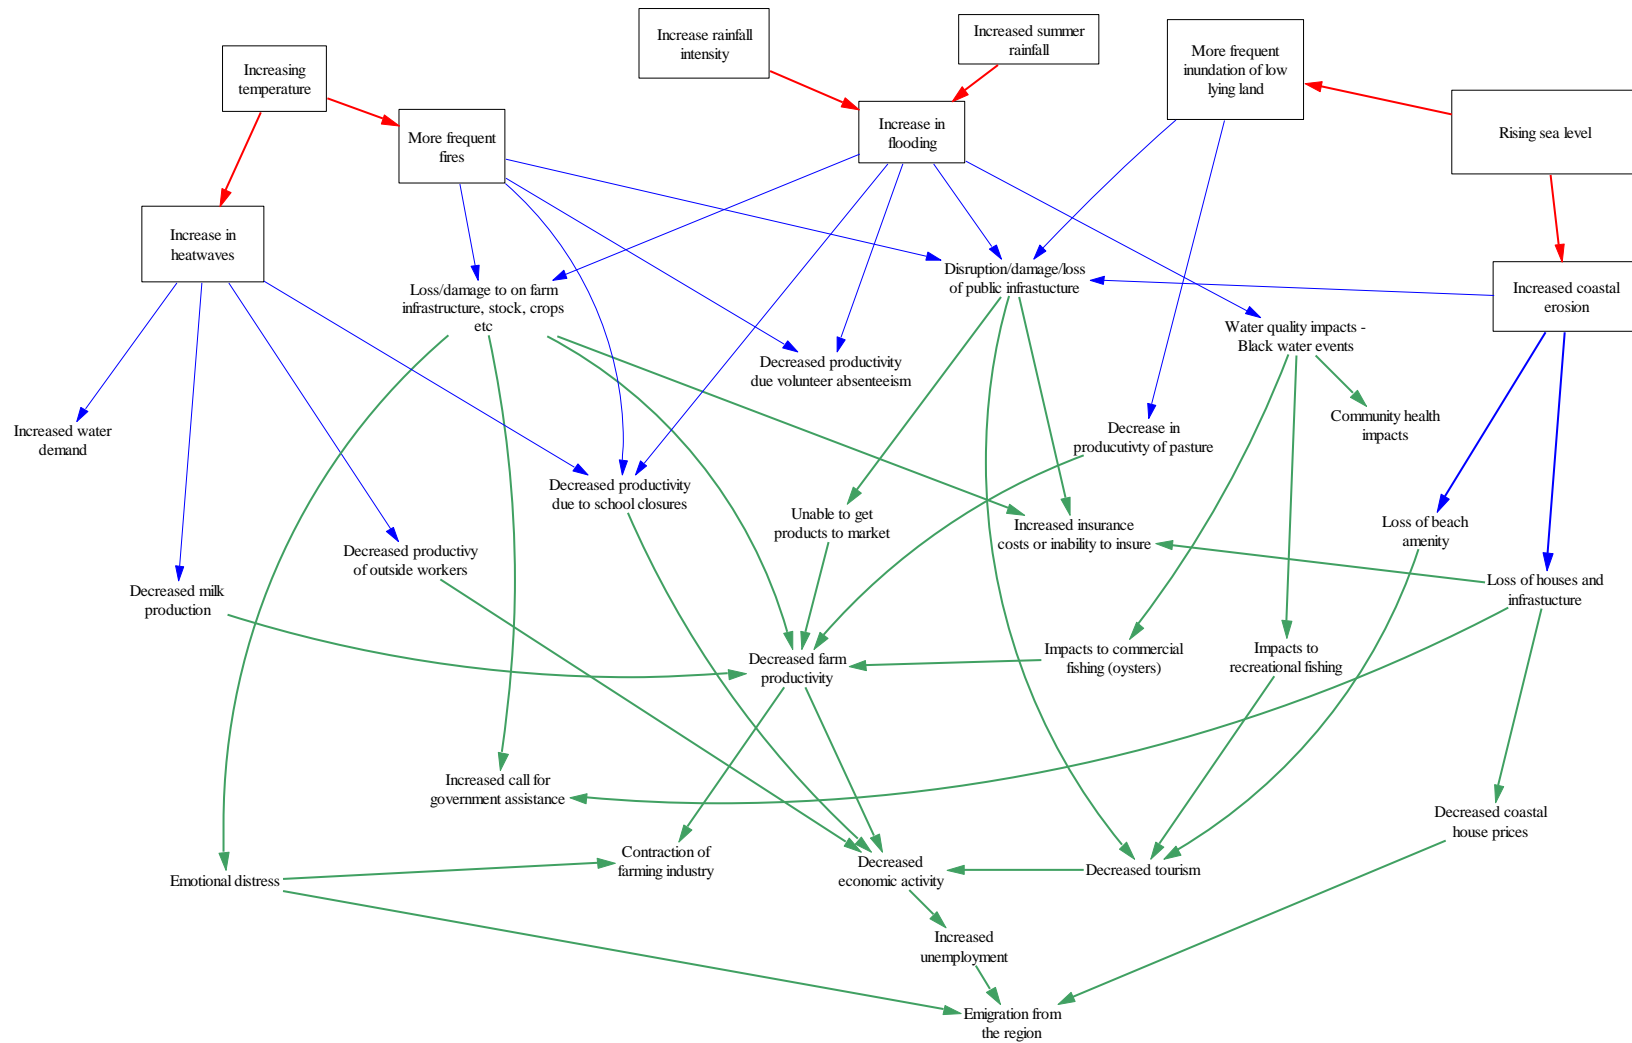 Increase rainfall
intensity
Increased summer
rainfall
More frequent
inundation of low
lying land
Increasing
temperature
Rising sea level
More frequent
fires
Increase in
flooding
Increase in
heatwaves
Increased coastal
erosion
Loss/damage to on farm
infrastructure, stock, crops
etc
Disruption/damage/loss
of public infrastucture
Water quality impacts -
Black water events
Decreased productivity
due volunteer absenteeism
Increased water
demand
Decrease in
producutivty of pasture
Community health
impacts
Decreased productivity
due to school closures
Unable to get
products to market
Increased insurance
costs or inability to insure
Loss of beach
amenity
Decreased productivy
of outside workers
Decreased milk
production
Loss of houses and
infrastucture
Decreased farm
productivity
Impacts to commercial
fishing (oysters)
Impacts to
recreational fishing
Increased call for
government assistance
Decreased coastal
house prices
Emotional distress
Contraction of
farming industry
Decreased
economic activity
Decreased tourism
Increased
unemployment
Emigration from
the region